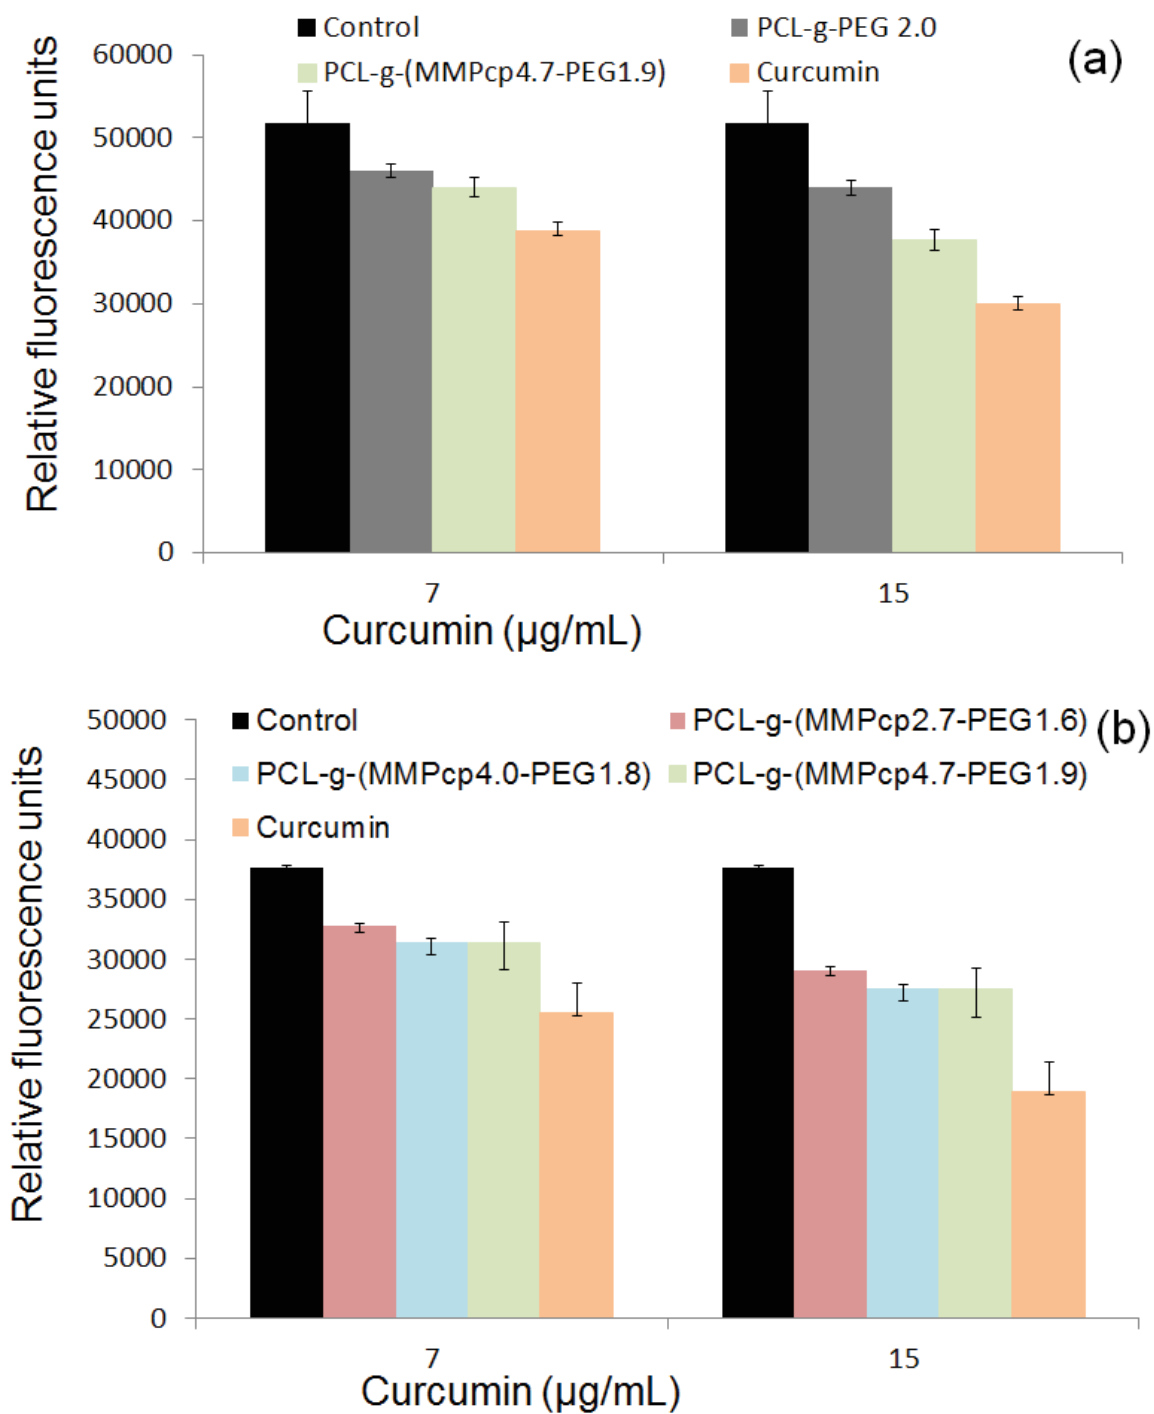 Control
PCL-g-PEG 2.0
PCL-g-(MMPcp4.7-PEG1.9)
Curcumin
(a)
Relative fluorescence units
60000
50000
40000
30000
20000
10000
0
7
15
Curcumin (µg/mL)
Control
PCL-g-(MMPcp2.7-PEG1.6)
(b)
PCL-g-(MMPcp4.0-PEG1.8)
PCL-g-(MMPcp4.7-PEG1.9)
Curcumin
Relative fluorescence units
50000
45000
40000
35000
30000
25000
20000
15000
10000
5000
0
7
15
Curcumin (µg/mL)